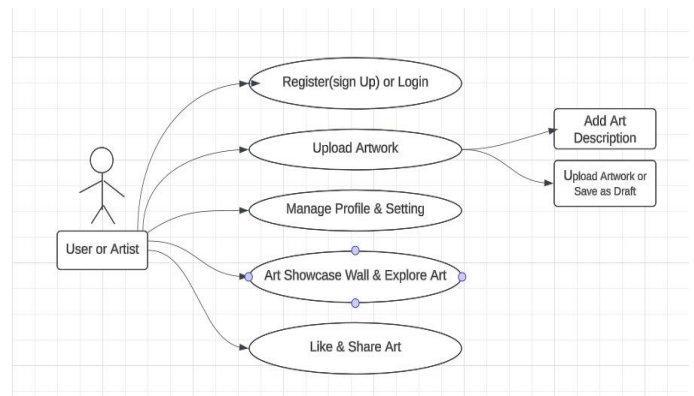 Register(sign Up) or Login
Upload Artwork
Add Art
Description
Upload Artwork or
Save as Draft
Manage Profile & Setting
User or Artist
Art Showcase Wall & Explore Art
Like & Share Art